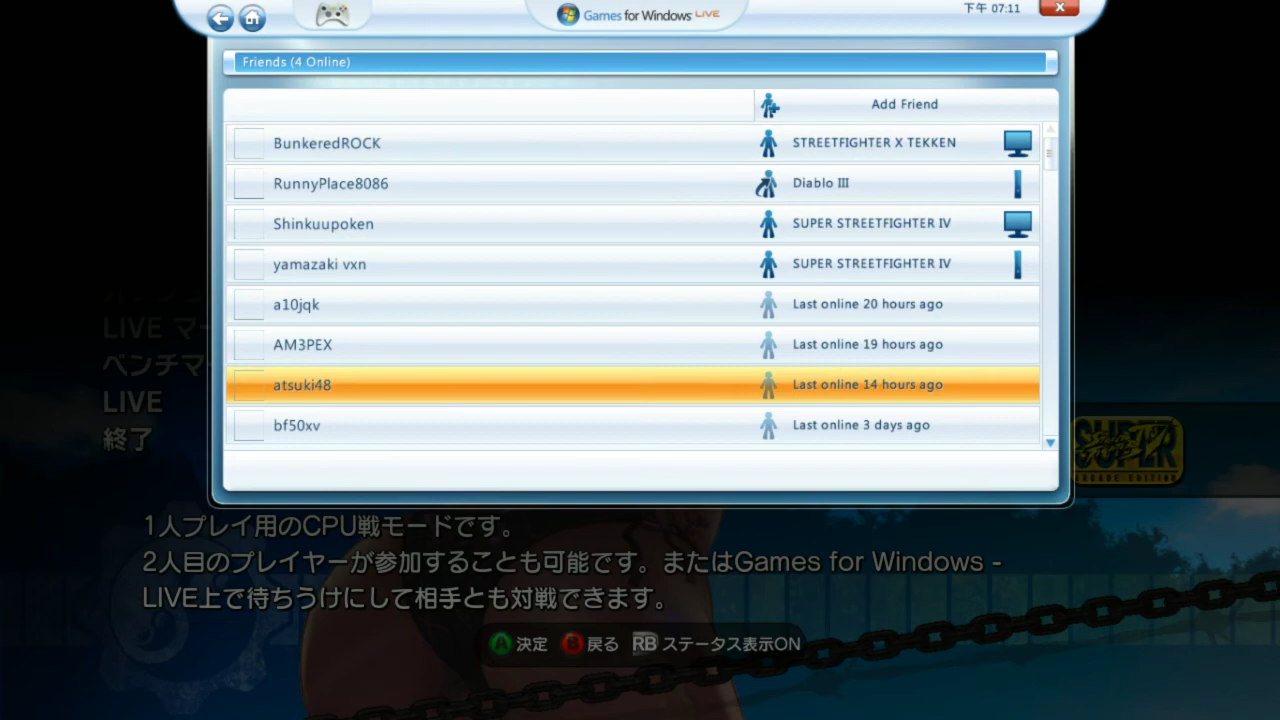 Games for Windows LIVE
下午 07:11
Friends (4 Online)
Add Friend
BunkeredROCK STREETFIGHTER X TEKKEN
RunnyPlace8086 Diablo III
Shinkuupoken SUPER STREETFIGHTER IV
yamazaki vxn SUPER STREETFIGHTER IV
a10jqk Last online 20 hours ago
AM3PEX Last online 19 hours ago
atsuki48 Last online 14 hours ago
bf50xv Last online 3 days ago
LIVE マー
ベンチマー
LIVE
終了
SUPER
ARCADE EDITION
1人プレイ用のCPU戦モードです。
2人目のプレイヤーが参加することも可能です。またはGames for Windows -
LIVE上で待ちうけにして相手とも対戦できます。
A 決定 B 戻る RB ステータス表示ON